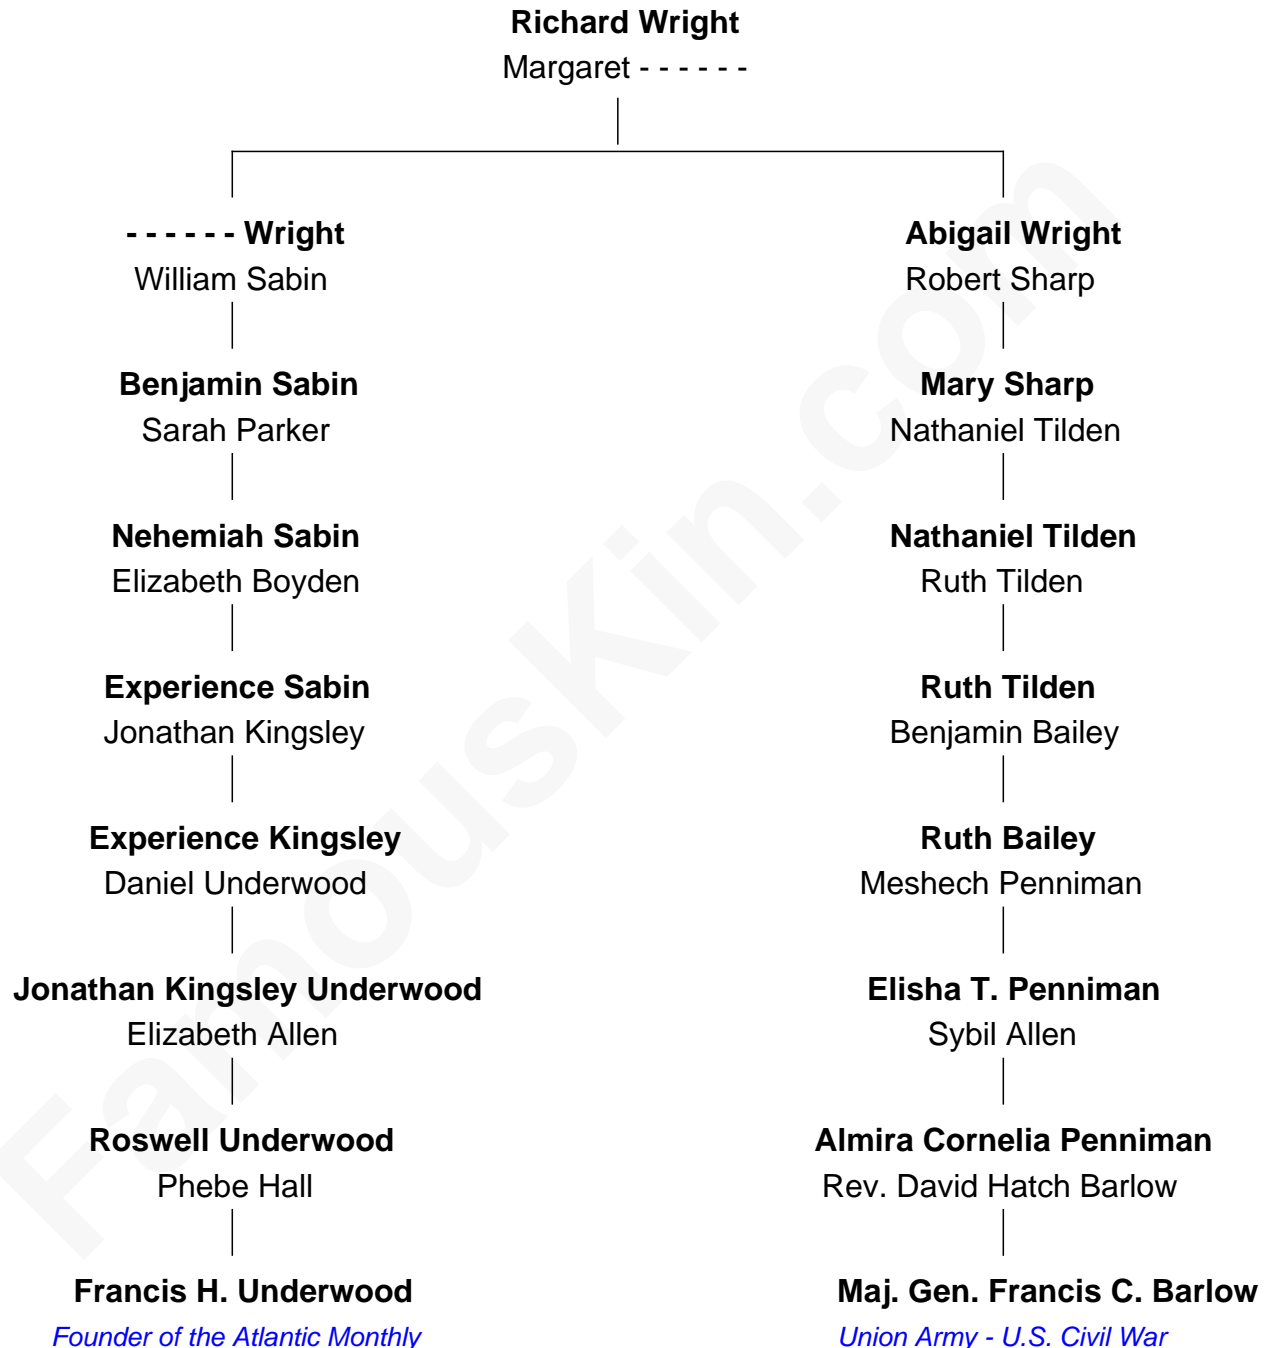 Richard Wright
Margaret - - - - - -
- - - - - - Wright
William Sabin
Benjamin Sabin
Sarah Parker
Nehemiah Sabin
Elizabeth Boyden
Experience Sabin
Jonathan Kingsley
Experience Kingsley
Daniel Underwood
Jonathan Kingsley Underwood
Elizabeth Allen
Roswell Underwood
Phebe Hall
Francis H. Underwood
Founder of the Atlantic Monthly
Abigail Wright
Robert Sharp
Mary Sharp
Nathaniel Tilden
Nathaniel Tilden
Ruth Tilden
Ruth Tilden
Benjamin Bailey
Ruth Bailey
Meshech Penniman
Elisha T. Penniman
Sybil Allen
Almira Cornelia Penniman
Rev. David Hatch Barlow
Maj. Gen. Francis C. Barlow
Union Army - U.S. Civil War
FamousKin.com